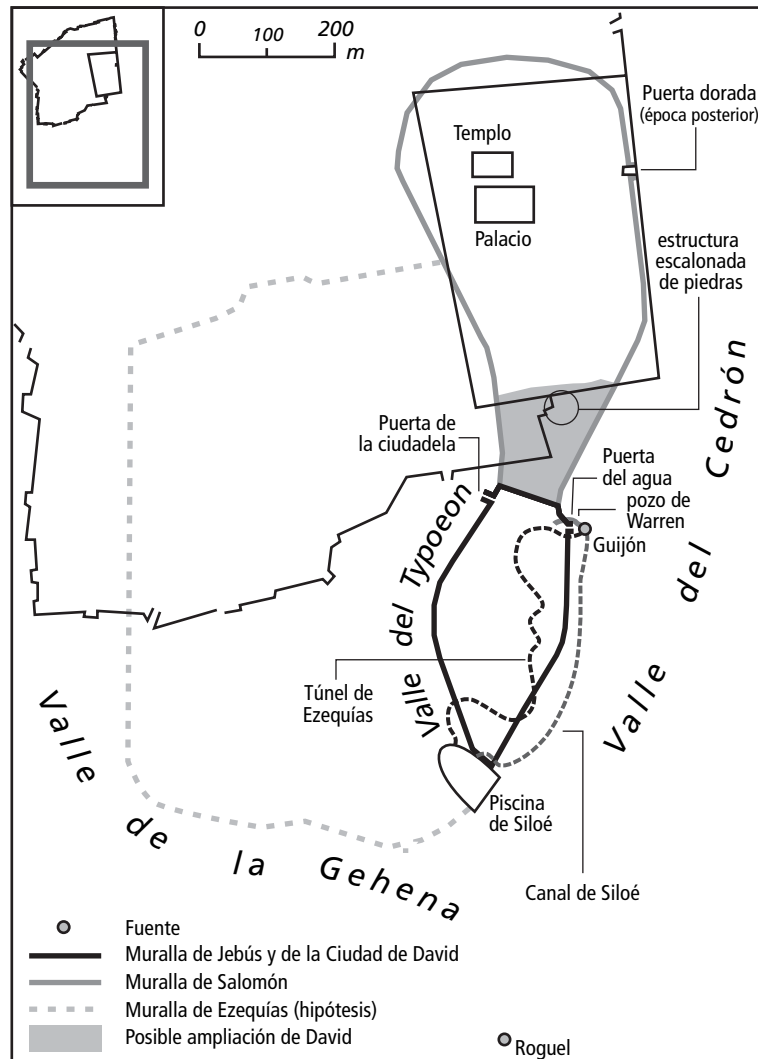 0 100 200
m
Puerta dorada
(época posterior)
Templo
Palacio
estructura
escalonada
de piedras
Puerta de
la ciudadela
Puerta
del agua
pozo de
Warren
Guijón
Valle del Cedrón
Valle del Typoeon
Túnel de
Ezequías
Valle de la Gehena
Piscina
de Siloé
Canal de Siloé
Fuente
Muralla de Jebús y de la Ciudad de David
Muralla de Salomón
Muralla de Ezequías (hipótesis)
Posible ampliación de David
Roguel